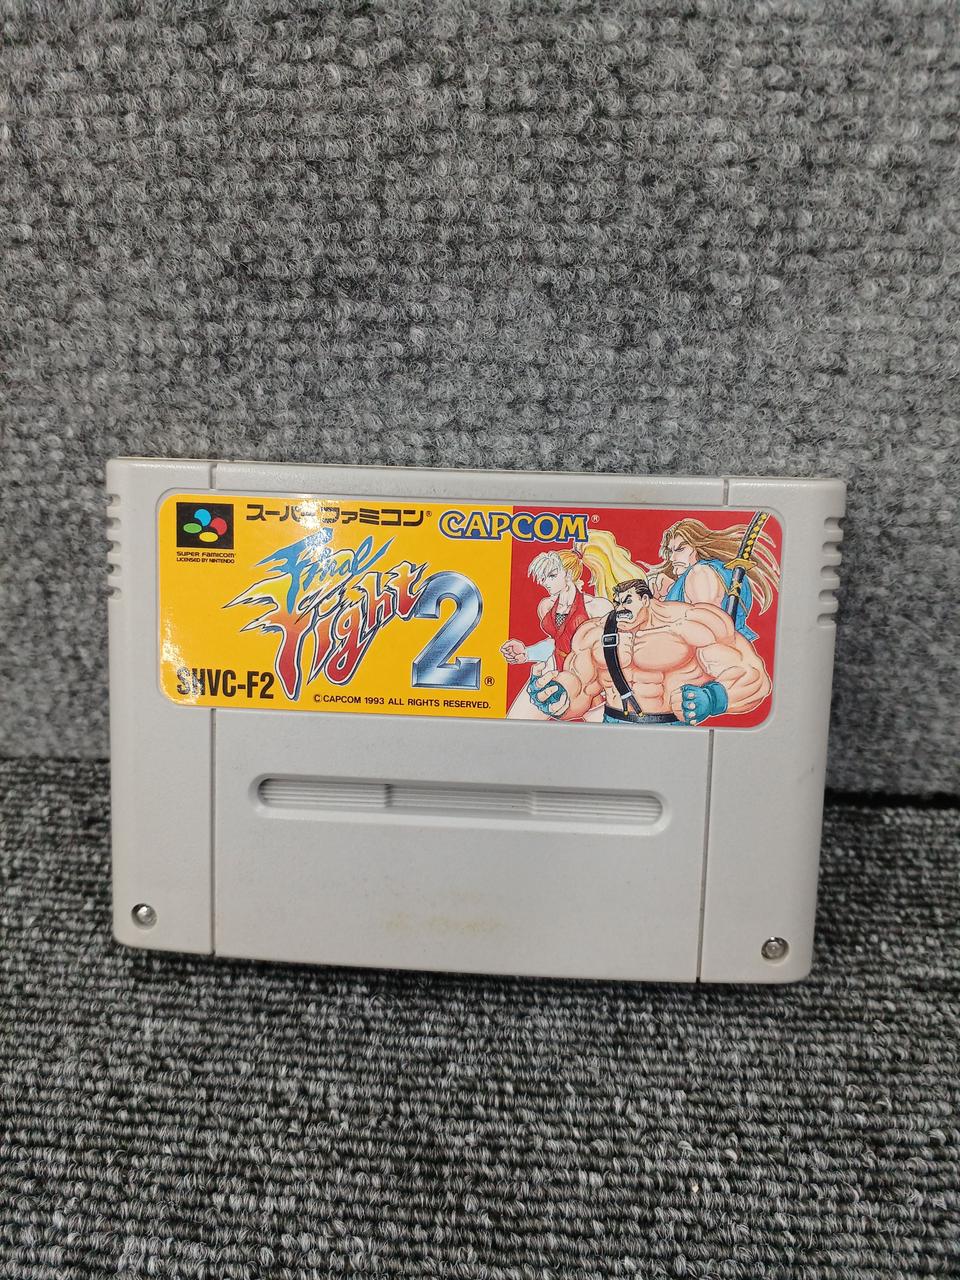 スーパーファミコン®
CAPCOM®
SUPER FAMICOM®
LICENSED BY NINTENDO
Final
Fight 2®
SHVC-F2
©CAPCOM 1993 ALL RIGHTS RESERVED.